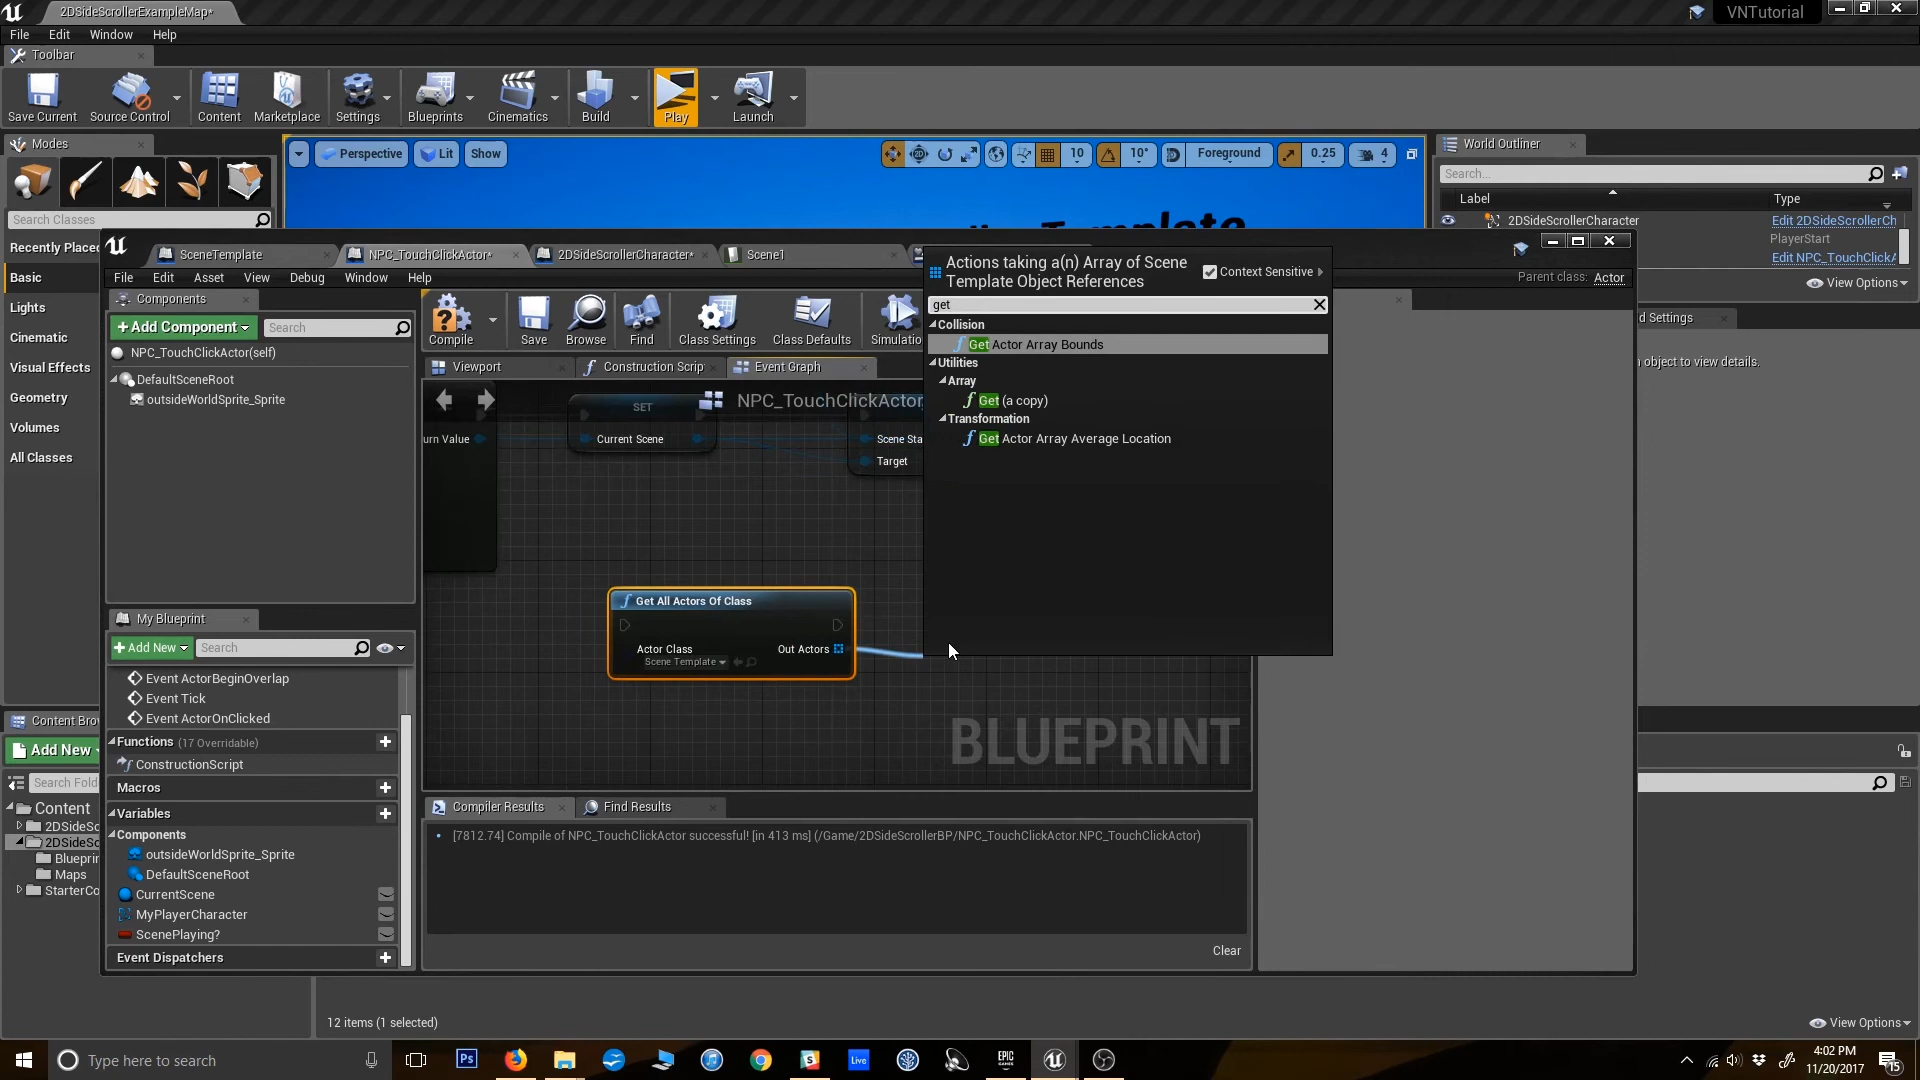 2DSideScrollerExampleMap*
VNTutorial
File Edit Window Help
Toolbar
Save Current Source Control Content Marketplace Settings Blueprints Cinematics Build Play Launch
Modes
Search Classes
Recently Placed
Basic
Lights
Cinematic
Visual Effects
Geometry
Volumes
All Classes
Perspective Lit Show
10 10° Foreground 0.25 4
Template
World Outliner
Search...
Label Type
2DSideScrollerCharacter Edit 2DSideScrollerCh
PlayerStart
Edit NPC_TouchClickA
View Options
SceneTemplate NPC_TouchClickActor* 2DSideScrollerCharacter* Scene1
File Edit Asset View Debug Window Help
Parent class: Actor
Components
+Add Component Search
NPC_TouchClickActor(self)
DefaultSceneRoot
outsideWorldSprite_Sprite
Compile Save Browse Find Class Settings Class Defaults Simulation
Viewport Construction Scrip Event Graph
NPC_TouchClickActor
SET
urn Value Current Scene Scene Sta
Target
Actions taking a(n) Array of Scene
Template Object References
Context Sensitive
get
Collision
Get Actor Array Bounds
Utilities
Array
Get (a copy)
Transformation
Get Actor Array Average Location
d Settings
object to view details.
Get All Actors Of Class
Actor Class Out Actors
Scene Template
BLUEPRINT
My Blueprint
+Add New Search
Event ActorBeginOverlap
Event Tick
Event ActorOnClicked
Functions (17 Overridable)
ConstructionScript
Macros
Variables
Components
outsideWorldSprite_Sprite
DefaultSceneRoot
CurrentScene
MyPlayerCharacter
ScenePlaying?
Event Dispatchers
Compiler Results Find Results
[7812.74] Compile of NPC_TouchClickActor successful! [in 413 ms] (/Game/2DSideScrollerBP/NPC_TouchClickActor.NPC_TouchClickActor)
Clear
Content Bro
Add New
Search Fold
Content
2DSideSc
2DSideSc
Blueprin
Maps
StarterCo
12 items (1 selected)
View Options
Type here to search
Ps
Live
EPIC
GAMES
4:02 PM
11/20/2017
15